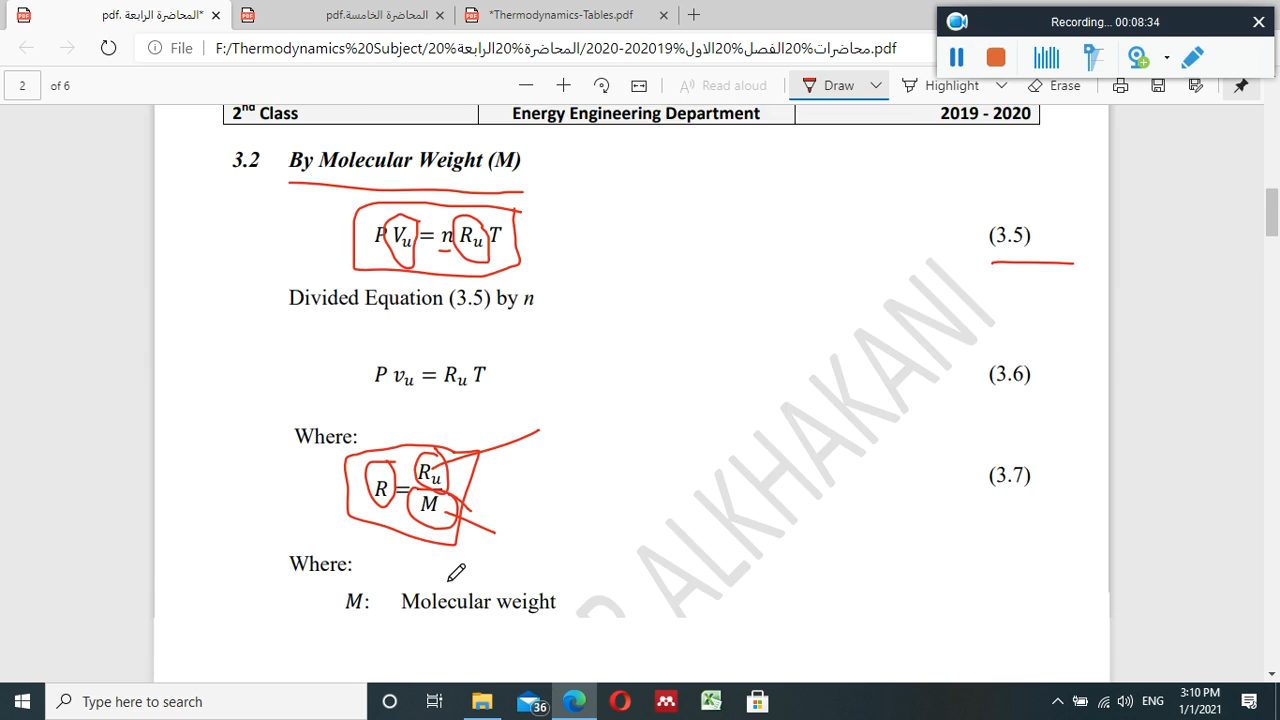 المحاضرة الرابعة.pdf*
المحاضرة الخامسة.pdf
*Thermodynamics-Tables.pdf
Recording... 00:08:34
File
F:/Thermodynamics%20Subject/محاضرات%20الفصل%20الاول%202019-2020/المحاضرة%20الرابعة%20.pdf
2 of 6
Read aloud
Draw
Highlight
Erase
2nd Class Energy Engineering Department 2019 - 2020
3.2 By Molecular Weight (M)
P Vu = n Ru T (3.5)
Divided Equation (3.5) by n
P vu = Ru T (3.6)
Where:
R = Ru / M (3.7)
Where:
M: Molecular weight
R ALKHAKANI
Type here to search
36
ENG
3:10 PM
1/1/2021